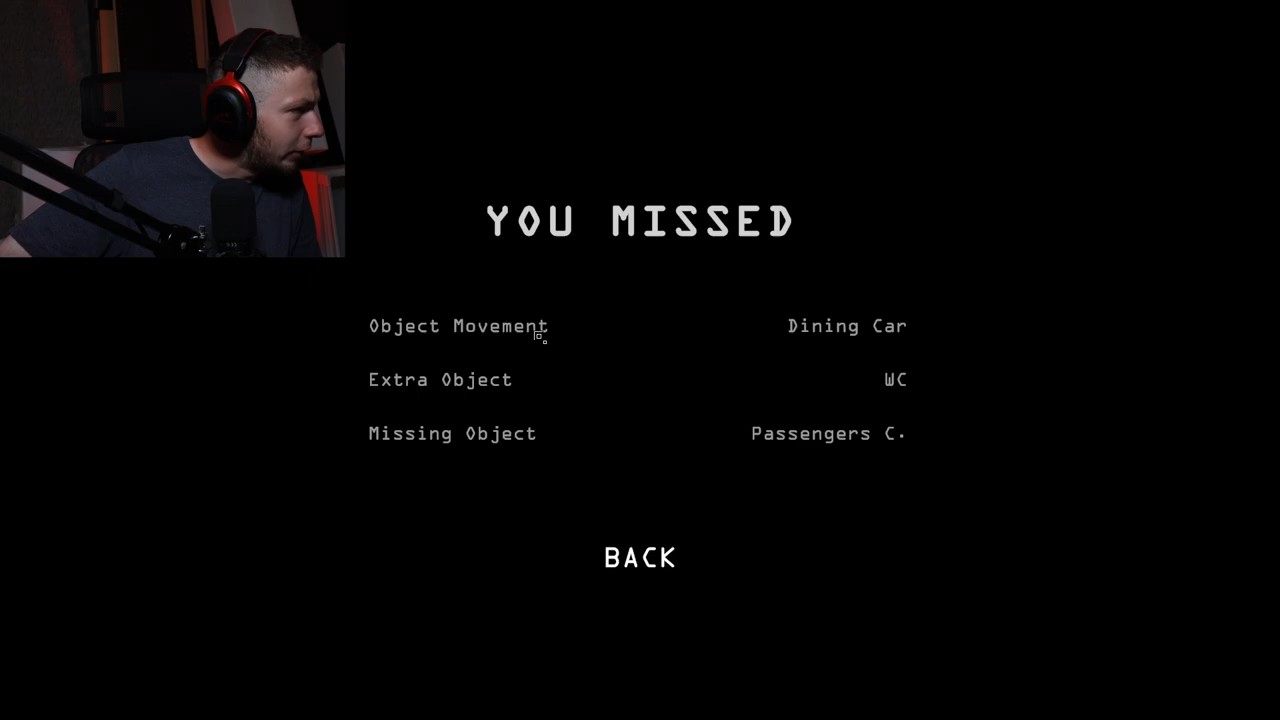 YOU MISSED
Object Movement Dining Car
Extra Object WC
Missing Object Passengers C.
BACK